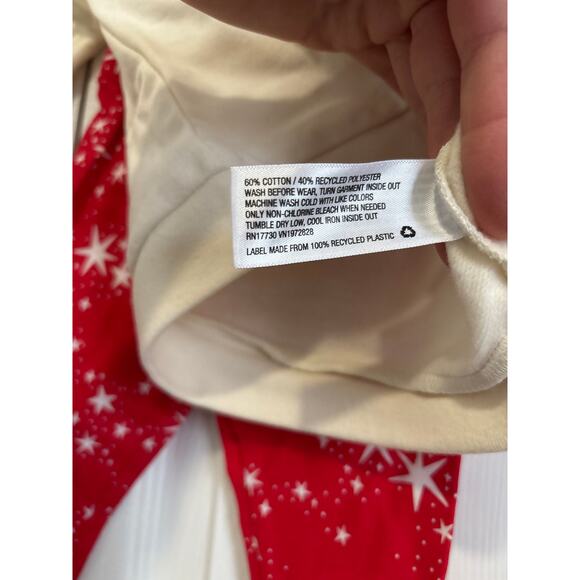 60% COTTON / 40% RECYCLED POLYESTER
WASH BEFORE WEAR, TURN GARMENT INSIDE OUT
MACHINE WASH COLD WITH LIKE COLORS
ONLY NON-CHLORINE BLEACH WHEN NEEDED
TUMBLE DRY LOW, COOL IRON INSIDE OUT
RN17730 VN1972828
LABEL MADE FROM 100% RECYCLED PLASTIC